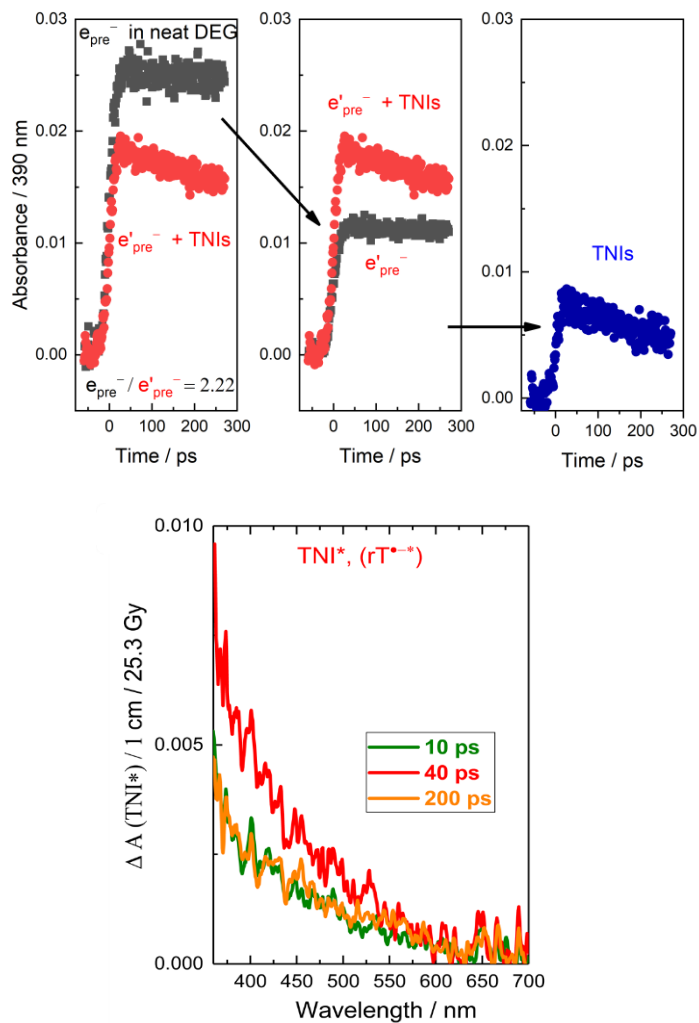 e_pre⁻ in neat DEG
e'_pre⁻ + TNIs
e_pre⁻ / e'_pre⁻ = 2.22
Absorbance / 390 nm
0.03
0.02
0.01
0.00
0 100 200 300
Time / ps
e'_pre⁻ + TNIs
e'_pre⁻
0.03
0.02
0.01
0.00
0 100 200 300
Time / ps
TNIs
0.03
0.02
0.01
0.00
0 100 200 300
Time / ps
TNI*, (rT•–*)
10 ps
40 ps
200 ps
Δ A (TNI*) / 1 cm / 25.3 Gy
0.010
0.005
0.000
400 450 500 550 600 650 700
Wavelength / nm